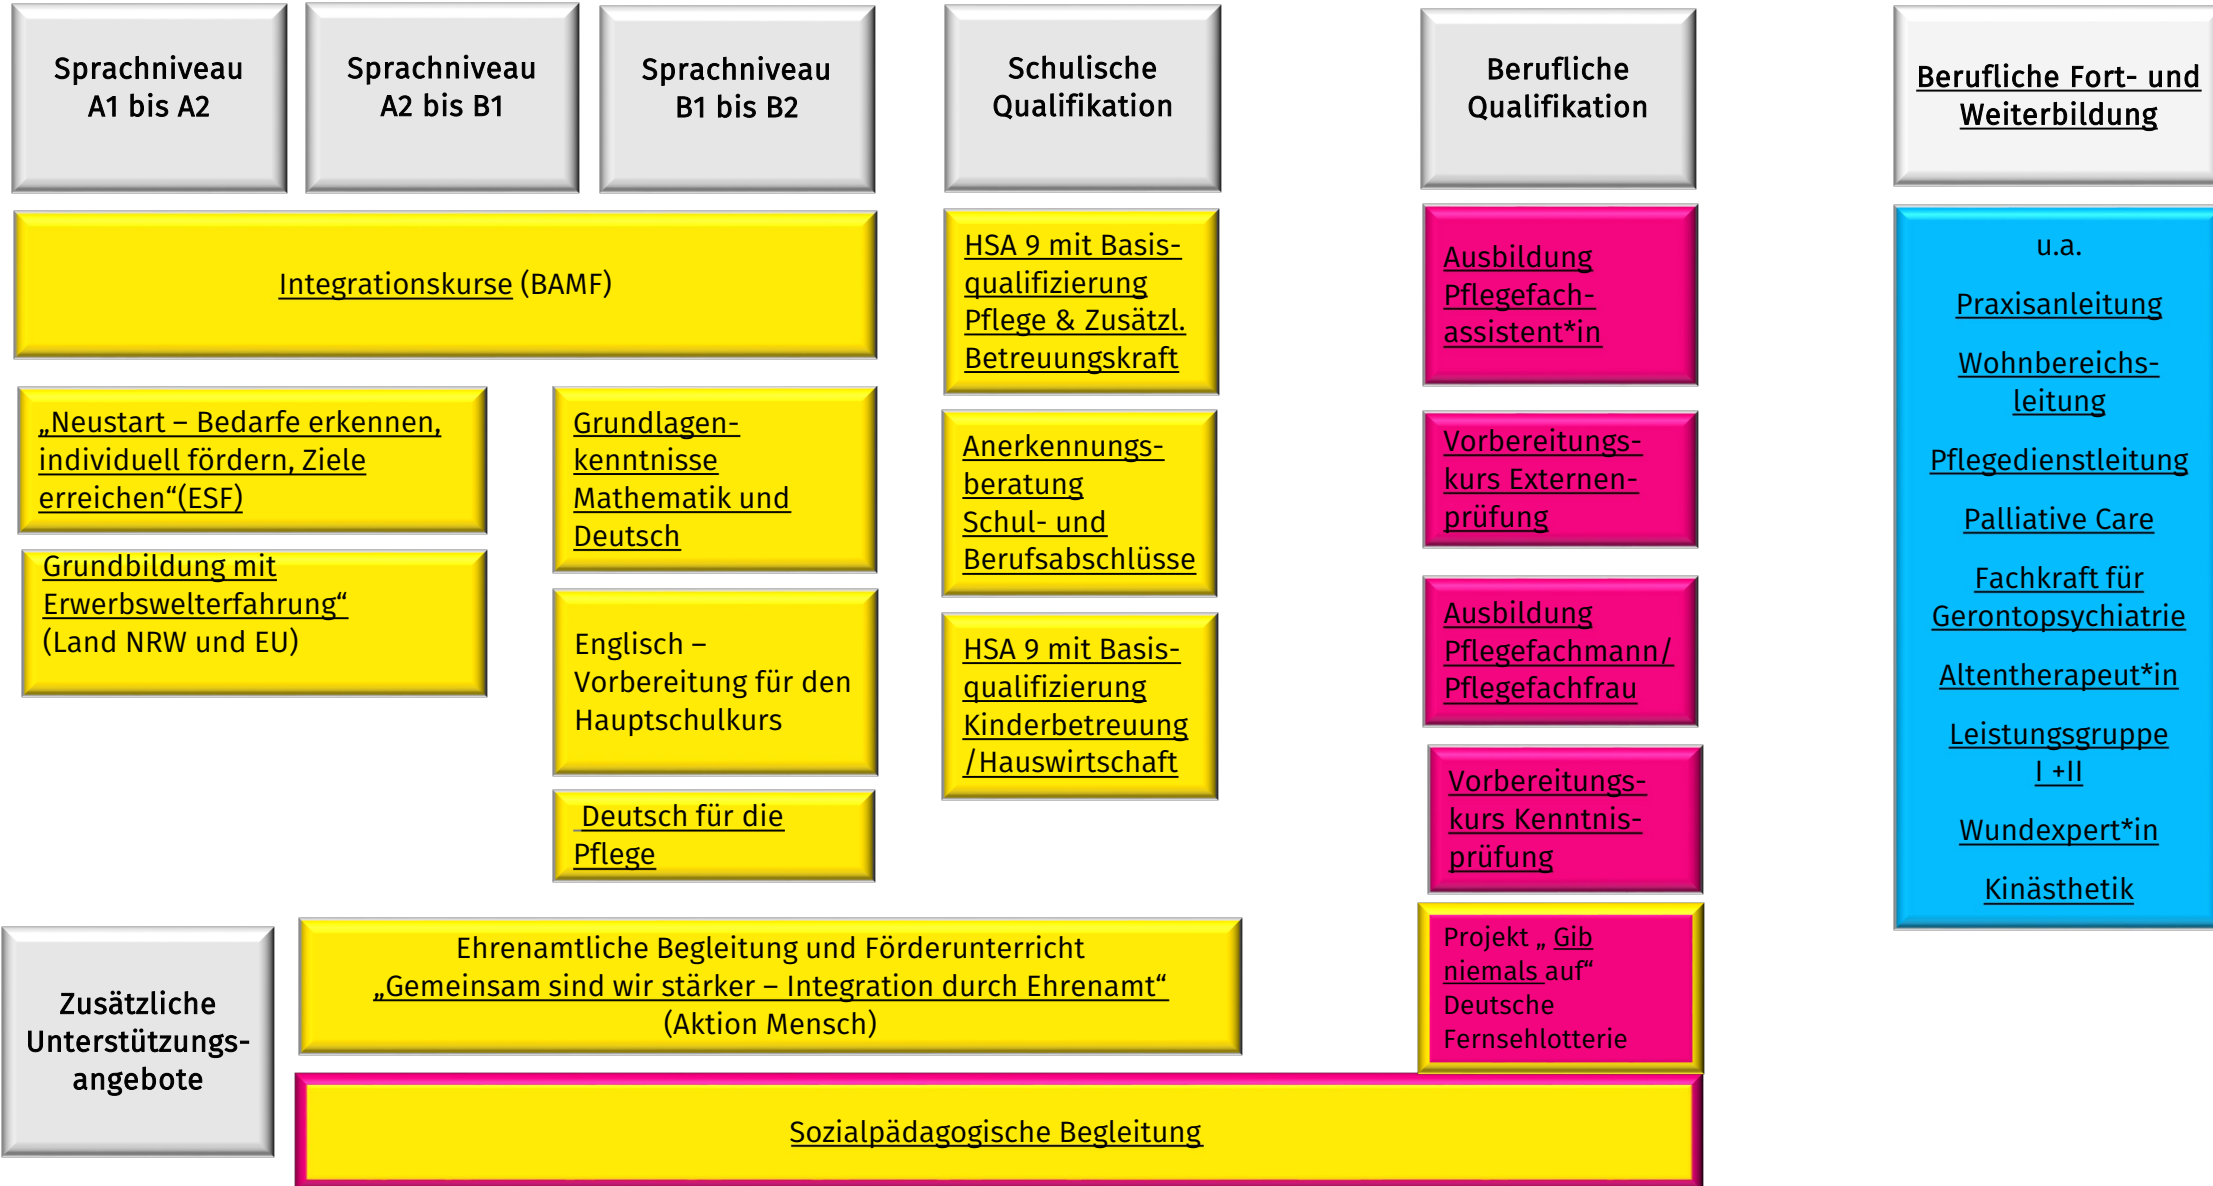 Sprachniveau
A1 bis A2
Sprachniveau
A2 bis B1
Sprachniveau
B1 bis B2
Schulische
Qualifikation
Berufliche
Qualifikation
Berufliche Fort- und
Weiterbildung
Integrationskurse (BAMF)
„Neustart – Bedarfe erkennen,
individuell fördern, Ziele
erreichen“(ESF)
Grundbildung mit
Erwerbswelterfahrung“
(Land NRW und EU)
Grundlagen-
kenntnisse
Mathematik und
Deutsch
Englisch –
Vorbereitung für den
Hauptschulkurs
Deutsch für die
Pflege
HSA 9 mit Basis-
qualifizierung
Pflege & Zusätzl.
Betreuungskraft
Anerkennungs-
beratung
Schul- und
Berufsabschlüsse
HSA 9 mit Basis-
qualifizierung
Kinderbetreuung
/Hauswirtschaft
Ausbildung
Pflegefach-
assistent*in
Vorbereitungs-
kurs Externen-
prüfung
Ausbildung
Pflegefachmann/
Pflegefachfrau
Vorbereitungs-
kurs Kenntnis-
prüfung
Projekt „ Gib
niemals auf“
Deutsche
Fernsehlotterie
u.a.
Praxisanleitung
Wohnbereichs-
leitung
Pflegedienstleitung
Palliative Care
Fachkraft für
Gerontopsychiatrie
Altentherapeut*in
Leistungsgruppe
I +II
Wundexpert*in
Kinästhetik
Zusätzliche
Unterstützungs-
angebote
Ehrenamtliche Begleitung und Förderunterricht
„Gemeinsam sind wir stärker – Integration durch Ehrenamt“
(Aktion Mensch)
Sozialpädagogische Begleitung